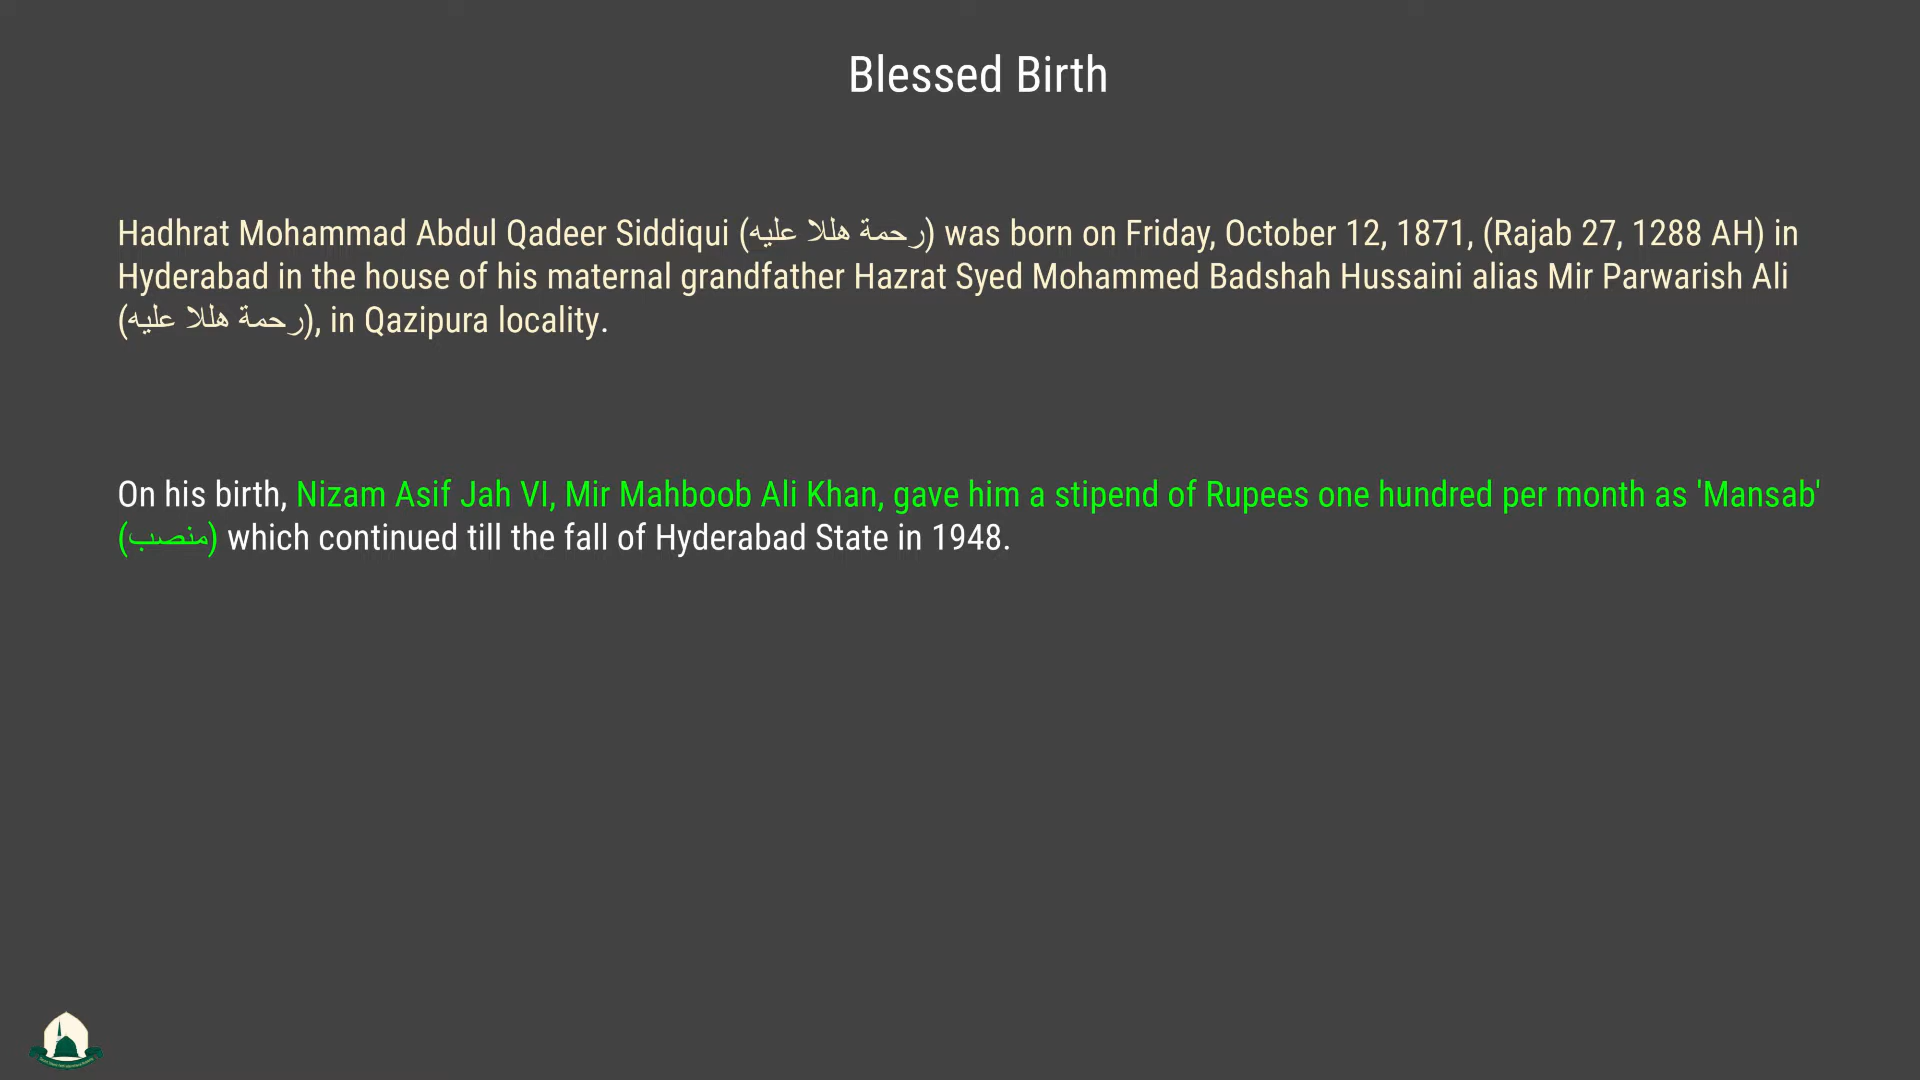 Blessed Birth
Hadhrat Mohammad Abdul Qadeer Siddiqui (رحمة هللا عليه) was born on Friday, October 12, 1871, (Rajab 27, 1288 AH) in
Hyderabad in the house of his maternal grandfather Hazrat Syed Mohammed Badshah Hussaini alias Mir Parwarish Ali
(رحمة هللا عليه), in Qazipura locality.
On his birth, Nizam Asif Jah VI, Mir Mahboob Ali Khan, gave him a stipend of Rupees one hundred per month as 'Mansab'
(منصب) which continued till the fall of Hyderabad State in 1948.